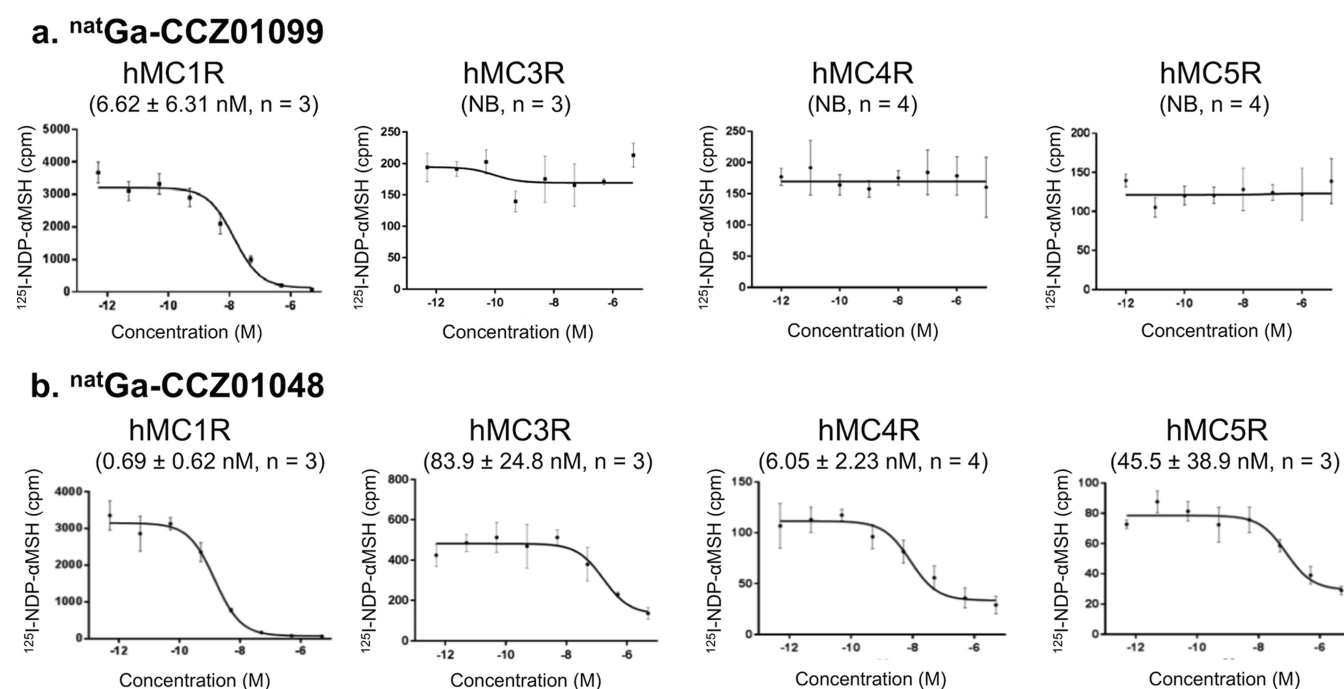 a. natGa-CCZ01099
hMC1R
(6.62 ± 6.31 nM, n = 3)
125I-NDP-αMSH (cpm)
5000
4000
3000
2000
1000
0
-12 -10 -8 -6
Concentration (M)
hMC3R
(NB, n = 3)
125I-NDP-αMSH (cpm)
250
200
150
100
50
0
-12 -10 -8 -6
Concentration (M)
hMC4R
(NB, n = 4)
125I-NDP-αMSH (cpm)
250
200
150
100
50
0
-12 -10 -8 -6
Concentration (M)
hMC5R
(NB, n = 4)
125I-NDP-αMSH (cpm)
200
150
100
50
0
-12 -10 -8 -6
Concentration (M)
b. natGa-CCZ01048
hMC1R
(0.69 ± 0.62 nM, n = 3)
125I-NDP-αMSH (cpm)
4000
3000
2000
1000
0
-12 -10 -8 -6
Concentration (M)
hMC3R
(83.9 ± 24.8 nM, n = 3)
125I-NDP-αMSH (cpm)
800
600
400
200
0
-12 -10 -8 -6
Concentration (M)
hMC4R
(6.05 ± 2.23 nM, n = 4)
125I-NDP-αMSH (cpm)
150
100
50
0
-12 -10 -8 -6
Concentration (M)
hMC5R
(45.5 ± 38.9 nM, n = 3)
125I-NDP-αMSH (cpm)
100
80
60
40
20
0
-12 -10 -8 -6
Concentration (M)